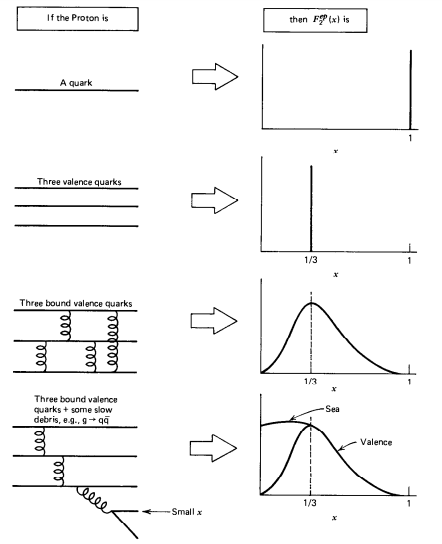 If the Proton is
then F₂ᵉᵖ(x) is
A quark
1
x
Three valence quarks
1/3
1
x
Three bound valence quarks
1/3
1
x
Three bound valence
quarks + some slow
debris, e.g., g → qq̄
Sea
Valence
Small x
1/3
1
x